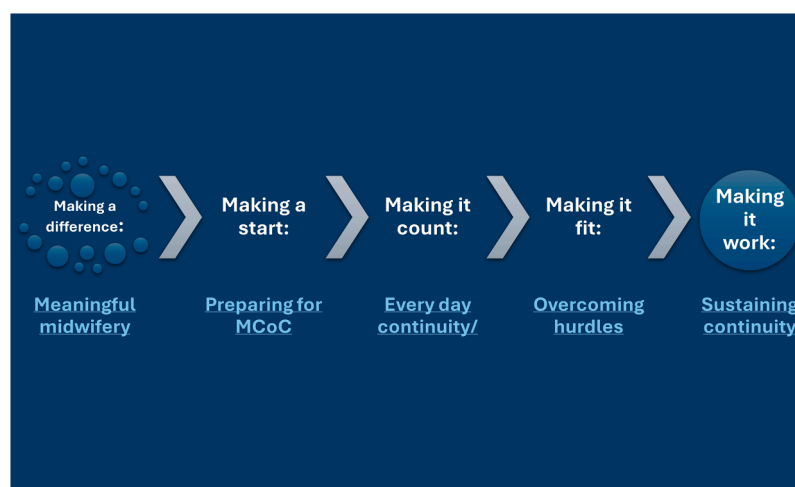 Making a
difference:
Making a
start:
Making it
count:
Making it
fit:
Making
it
work:
Meaningful
midwifery
Preparing for
MCoC
Every day
continuity/
Overcoming
hurdles
Sustaining
continuity